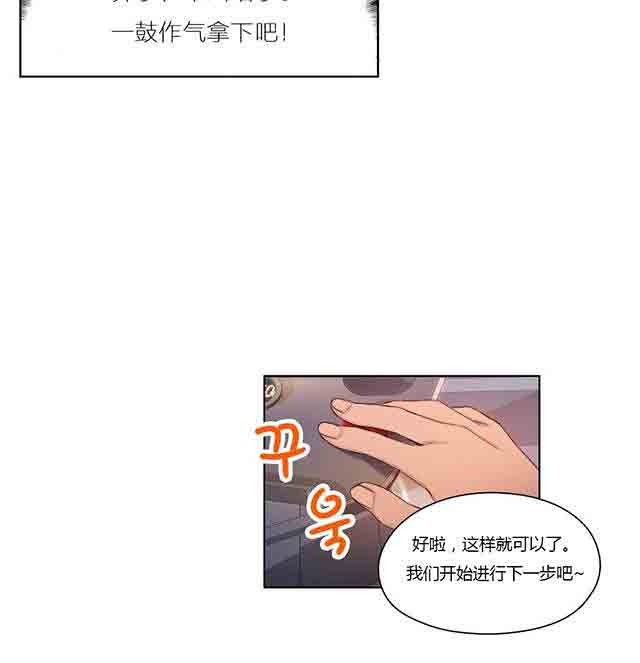 一鼓作气拿下吧!
꾸
욱
好啦，这样就可以了。
我们开始进行下一步吧~